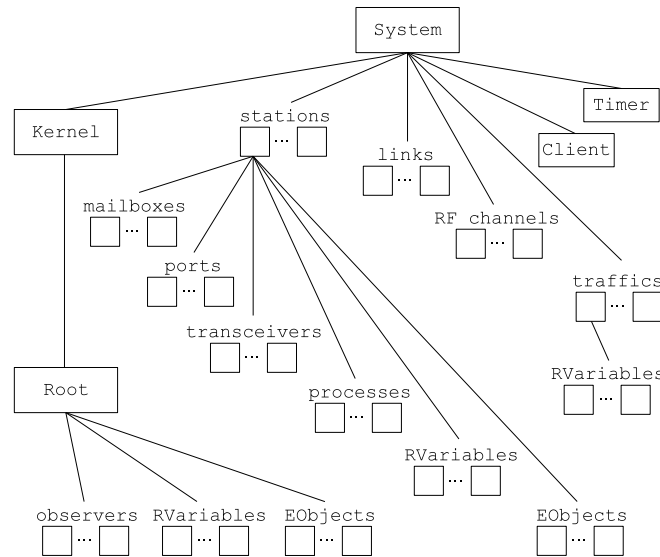 System
Timer
Kernel
stations
...
Client
links
...
mailboxes
...
RF channels
...
ports
...
traffics
...
transceivers
...
RVariables
...
Root
processes
...
RVariables
...
observers
...
RVariables
...
EObjects
...
EObjects
...